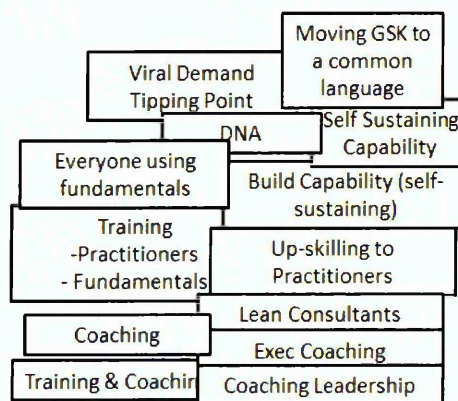 Moving GSK to
a common
language
Viral Demand
Tipping Point
DNA
Self Sustaining
Capability
Everyone using
fundamentals
Build Capability (self-
sustaining)
Training
-Practitioners
- Fundamentals
Up-skilling to
Practitioners
Lean Consultants
Coaching
Exec Coaching
Training &
Coaching Leadership